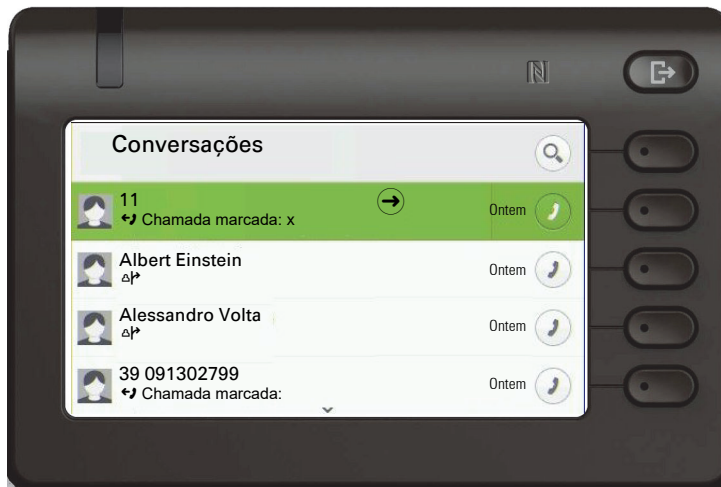 Conversações
11
Ontem
Chamada marcada: x
Albert Einstein
Ontem
Alessandro Volta
Ontem
39 091302799
Ontem
Chamada marcada: